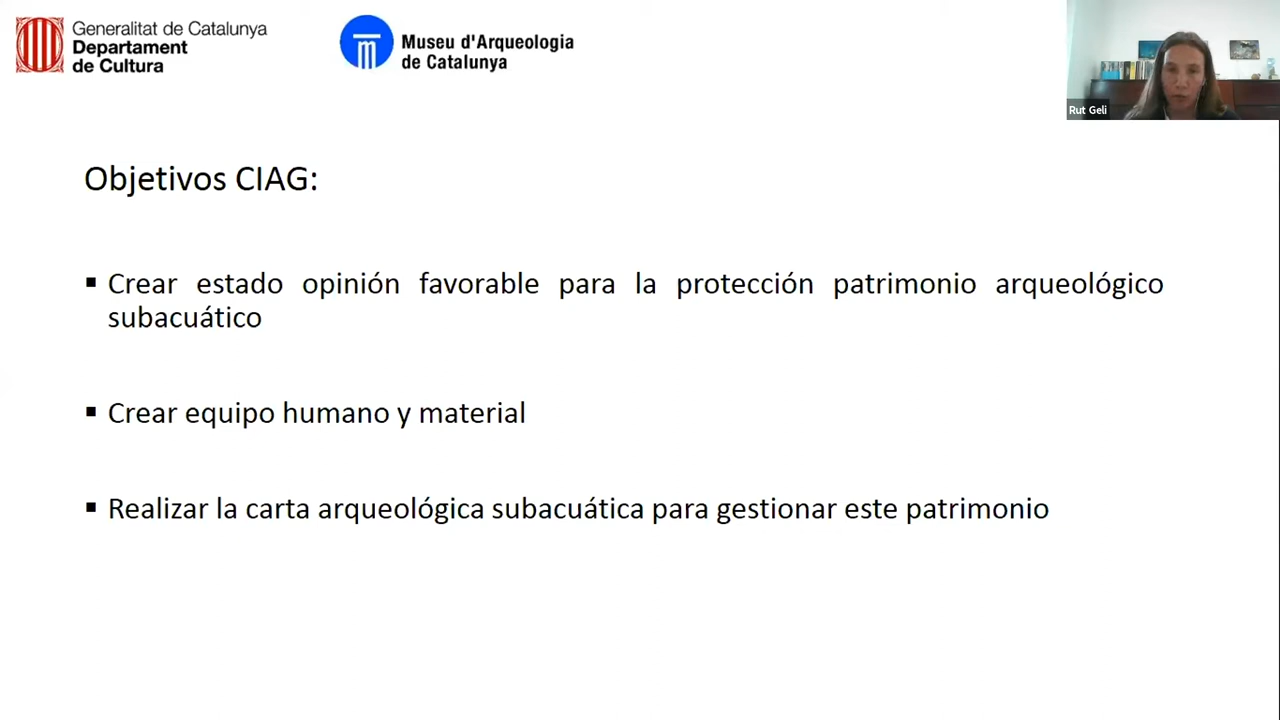 Generalitat de Catalunya
Departament
de Cultura
Museu d'Arqueologia
de Catalunya
Rut Geli
Objetivos CIAG:
▪ Crear estado opinión favorable para la protección patrimonio arqueológico
subacuático
▪ Crear equipo humano y material
▪ Realizar la carta arqueológica subacuática para gestionar este patrimonio